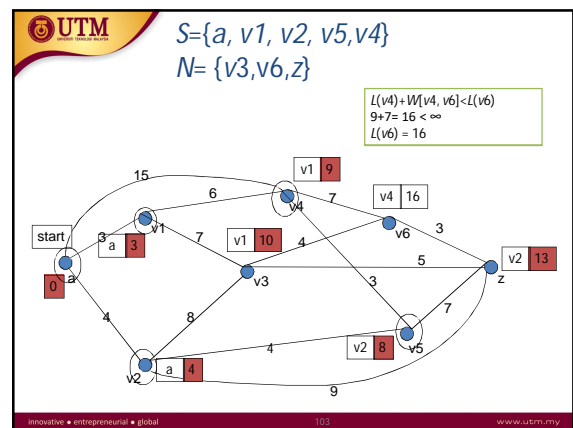 UTM
UNIVERSITI TEKNOLOGI MALAYSIA
S={a, v1, v2, v5,v4}
N= {v3,v6,z}
L(v4)+W[v4, v6]<L(v6)
9+7= 16 < ∞
L(v6) = 16
v1 9
15
6
v4
7
v4 16
start
3
v1
a 3
7
v1 10
4
v6
3
0
a
v3
3
5
z
v2 13
4
8
4
v2 8
v5
7
v2
a 4
9
innovative ● entrepreneurial ● global
103
www.utm.my